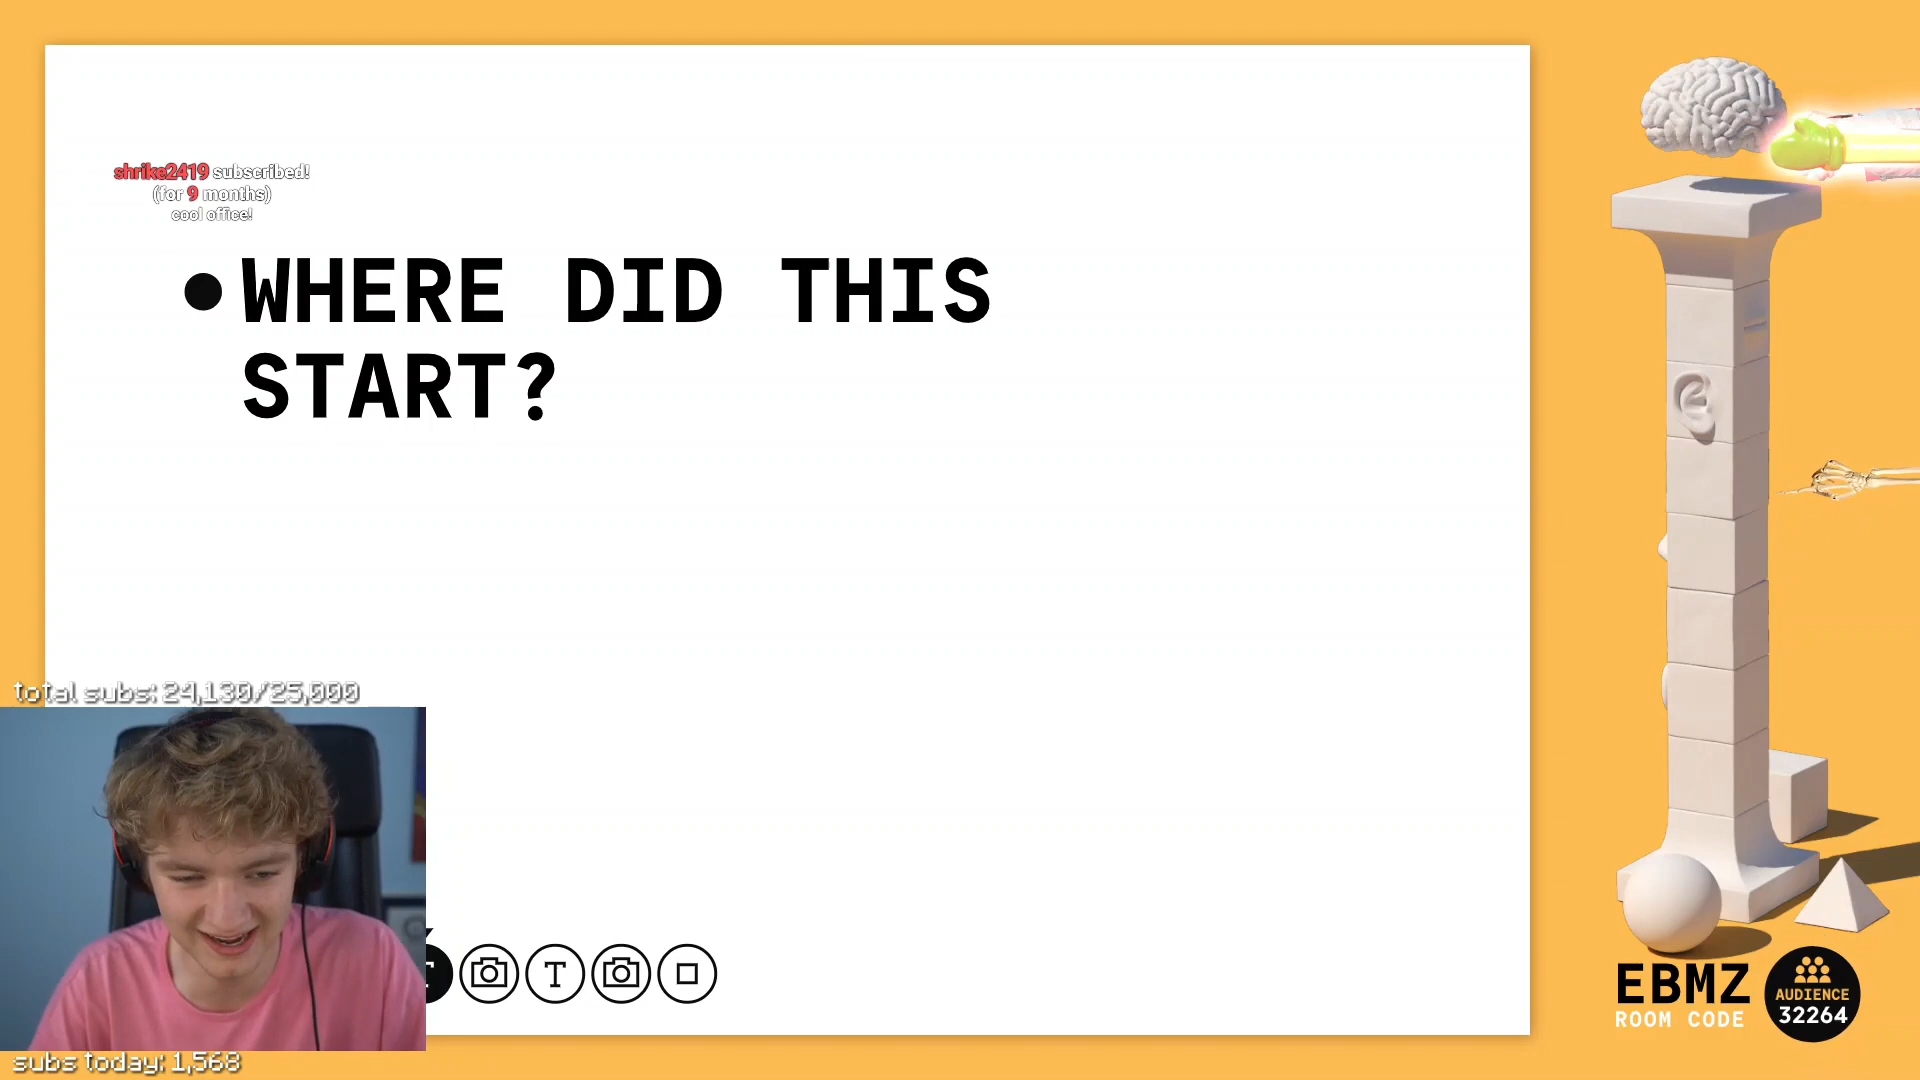 shrike2419 subscribed!
(for 9 months)
cool office!
•WHERE DID THIS
START?
total subs: 24,130/25,000
T
EBMZ
ROOM CODE
AUDIENCE
32264
subs today: 1,568